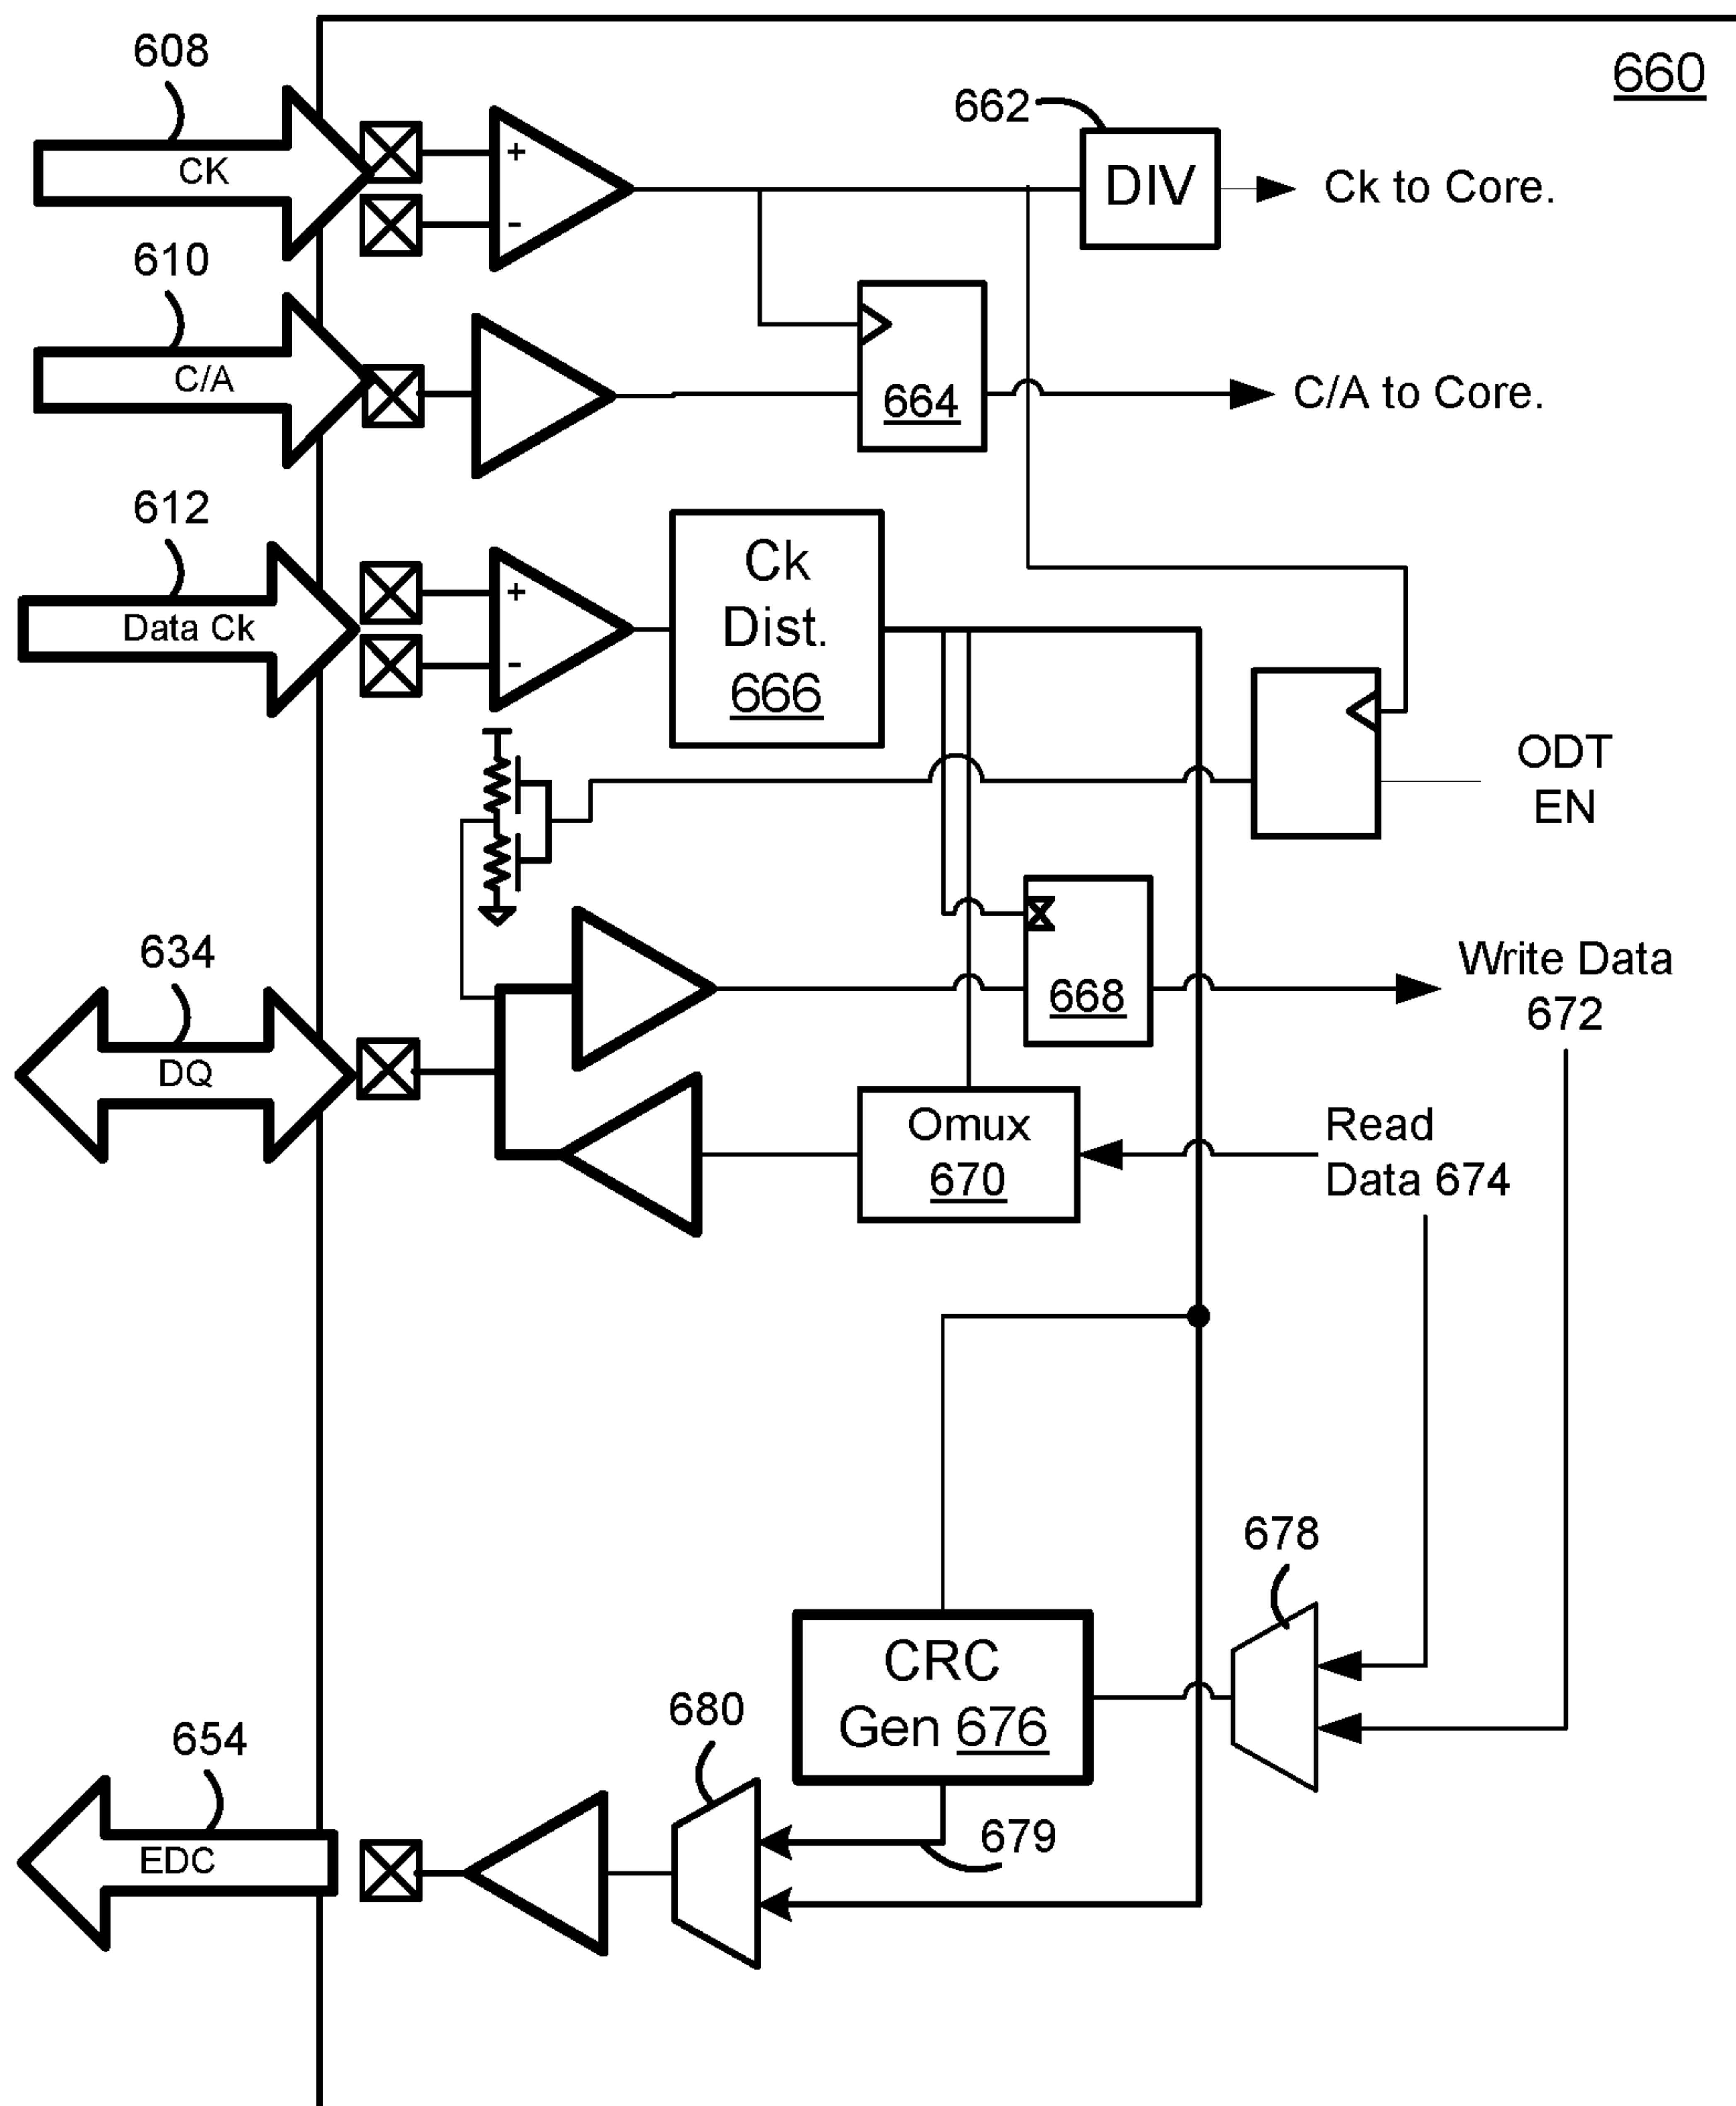 608
660
662
CK
+
-
DIV
Ck to Core.
610
C/A
664
C/A to Core.
612
Data Ck
+
-
Ck
Dist.
666
ODT
EN
634
DQ
668
Write Data
672
Omux
670
Read
Data 674
678
CRC
Gen 676
680
654
EDC
679